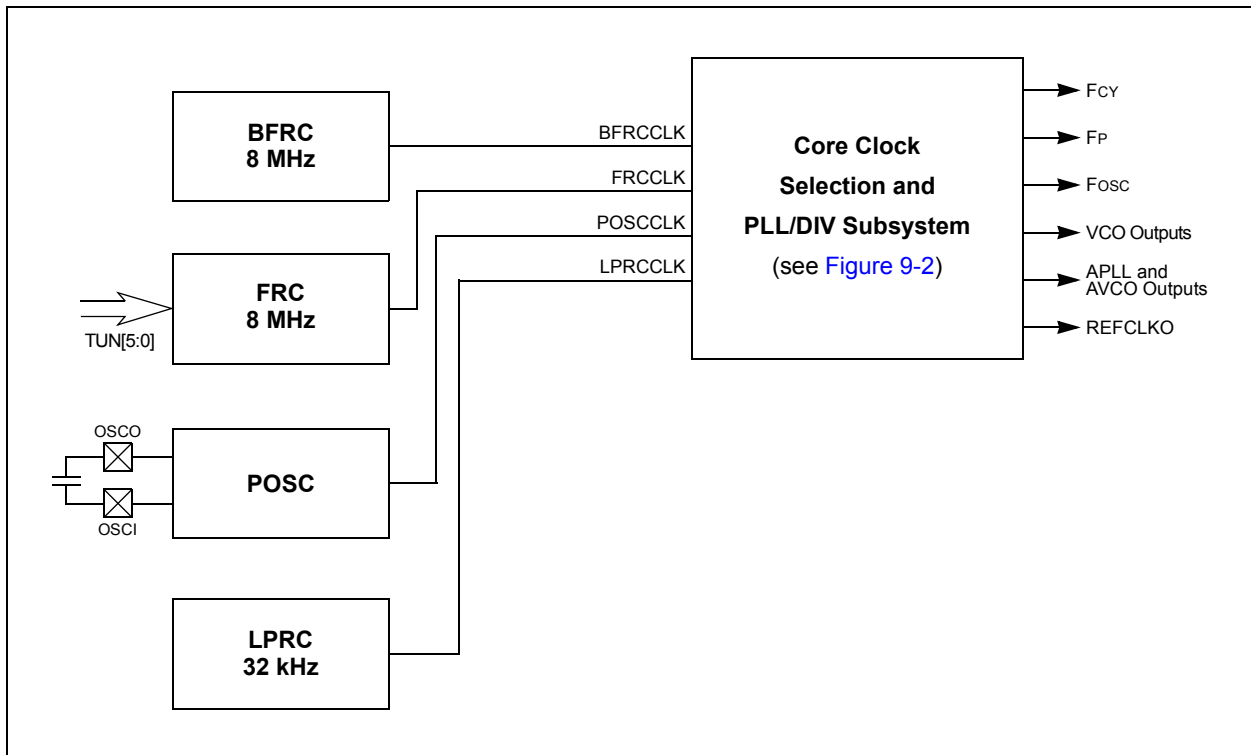 BFRC
8 MHz
BFRCCLK
FRCCLK
POSCCLK
LPRCCLK
Core Clock
Selection and
PLL/DIV Subsystem
(see Figure 9-2)
FCY
FP
FOSC
VCO Outputs
APLL and
AVCO Outputs
REFCLKO
FRC
8 MHz
TUN[5:0]
OSCO
POSC
OSCI
LPRC
32 kHz